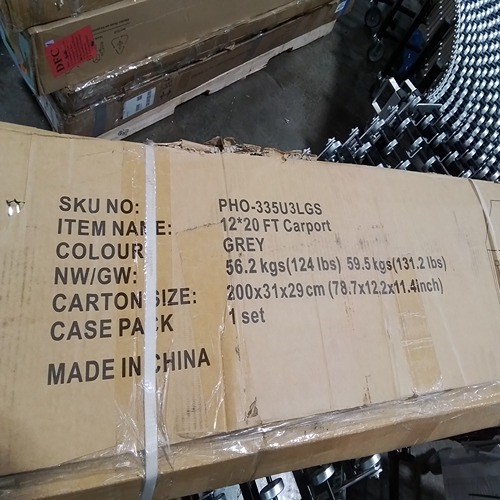 DFC
SKU NO: PHO-335U3LGS
ITEM NAME: 12*20 FT Carport
COLOUR: GREY
NW/GW: 56.2 kgs(124 lbs) 59.5 kgs(131.2 lbs)
CARTON SIZE: 200x31x29 cm (78.7x12.2x11.4inch)
CASE PACK 1 set
MADE IN CHINA